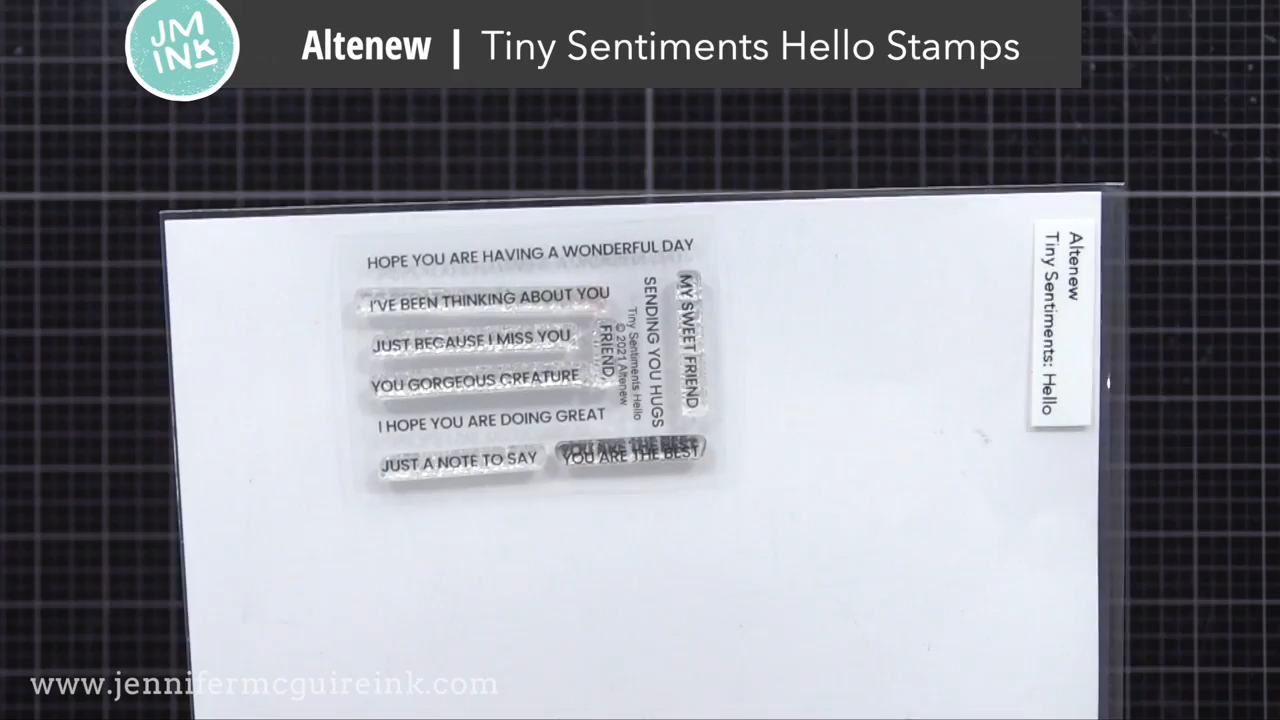 JM
INK
Altenew | Tiny Sentiments Hello Stamps
HOPE YOU ARE HAVING A WONDERFUL DAY
I'VE BEEN THINKING ABOUT YOU
JUST BECAUSE I MISS YOU
YOU GORGEOUS CREATURE
I HOPE YOU ARE DOING GREAT
JUST A NOTE TO SAY
YOU ARE THE BEST
FRIEND
© 2021 Altenew
Tiny Sentiments Hello
SENDING YOU HUGS
MY SWEET FRIEND
Altenew
Tiny Sentiments: Hello
www.jennifermcguireink.com